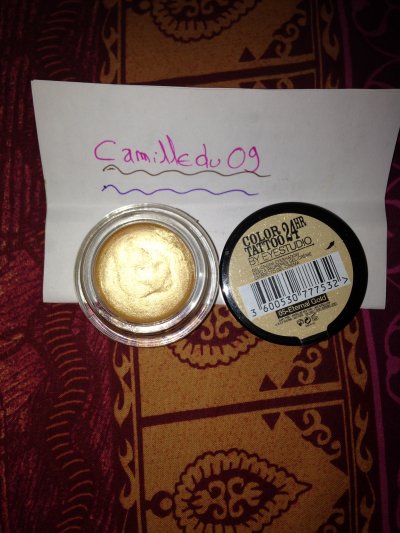 Camilledu09
COLOR 24HR
TATTOO
BY EYESTUDIO
3 600530 777532 >
05-Eternal Gold